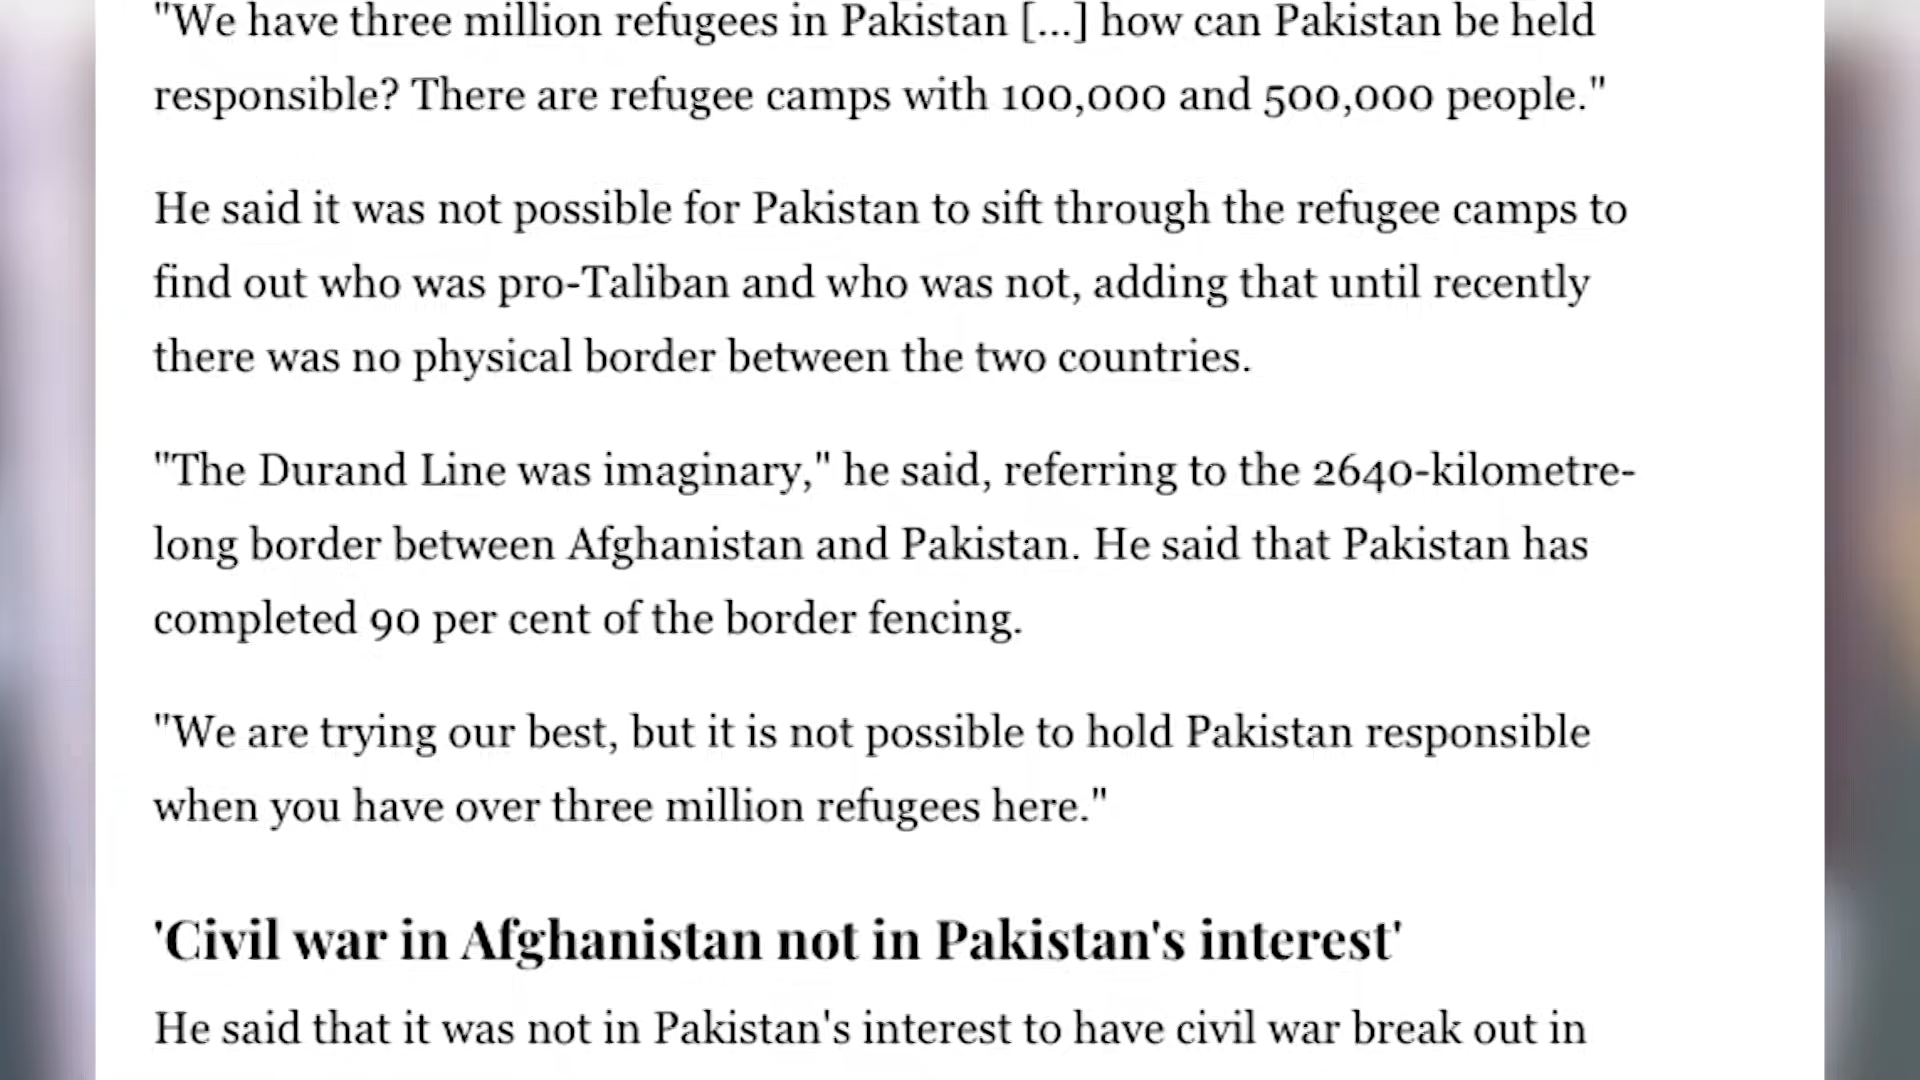 "We have three million refugees in Pakistan [...] how can Pakistan be held
responsible? There are refugee camps with 100,000 and 500,000 people."
He said it was not possible for Pakistan to sift through the refugee camps to
find out who was pro-Taliban and who was not, adding that until recently
there was no physical border between the two countries.
"The Durand Line was imaginary," he said, referring to the 2640-kilometre-
long border between Afghanistan and Pakistan. He said that Pakistan has
completed 90 per cent of the border fencing.
"We are trying our best, but it is not possible to hold Pakistan responsible
when you have over three million refugees here."
'Civil war in Afghanistan not in Pakistan's interest'
He said that it was not in Pakistan's interest to have civil war break out in